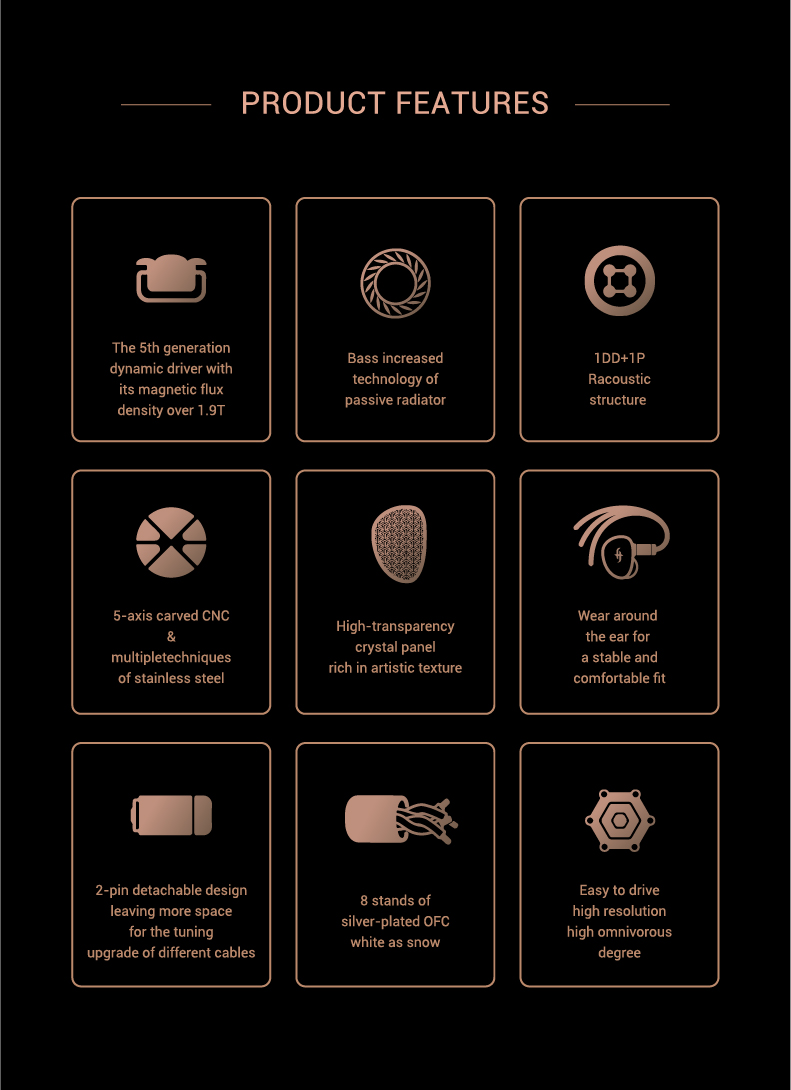 PRODUCT FEATURES
The 5th generation
dynamic driver with
its magnetic flux
density over 1.9T
Bass increased
technology of
passive radiator
1DD+1P
Racoustic
structure
5-axis carved CNC
&
multipletechniques
of stainless steel
High-transparency
crystal panel
rich in artistic texture
Wear around
the ear for
a stable and
comfortable fit
2-pin detachable design
leaving more space
for the tuning
upgrade of different cables
8 stands of
silver-plated OFC
white as snow
Easy to drive
high resolution
high omnivorous
degree